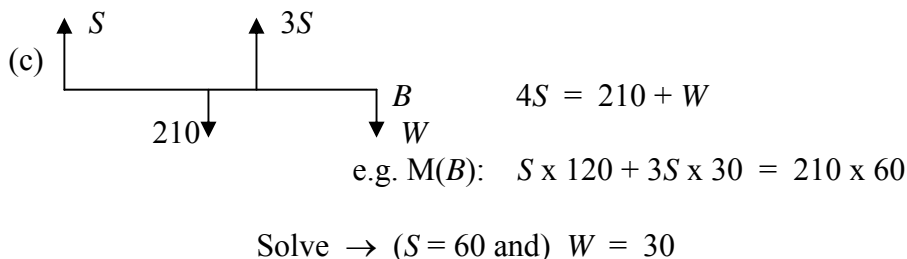 S 3S
(c)
B 4S = 210 + W
210 W
e.g. M(B): S x 120 + 3S x 30 = 210 x 60
Solve → (S = 60 and) W = 30